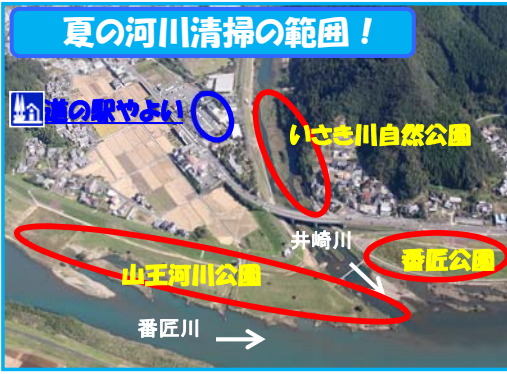 夏の河川清掃の範囲！
道の駅やよい
いさき川自然公園
井崎川
番匠公園
山王河川公園
番匠川